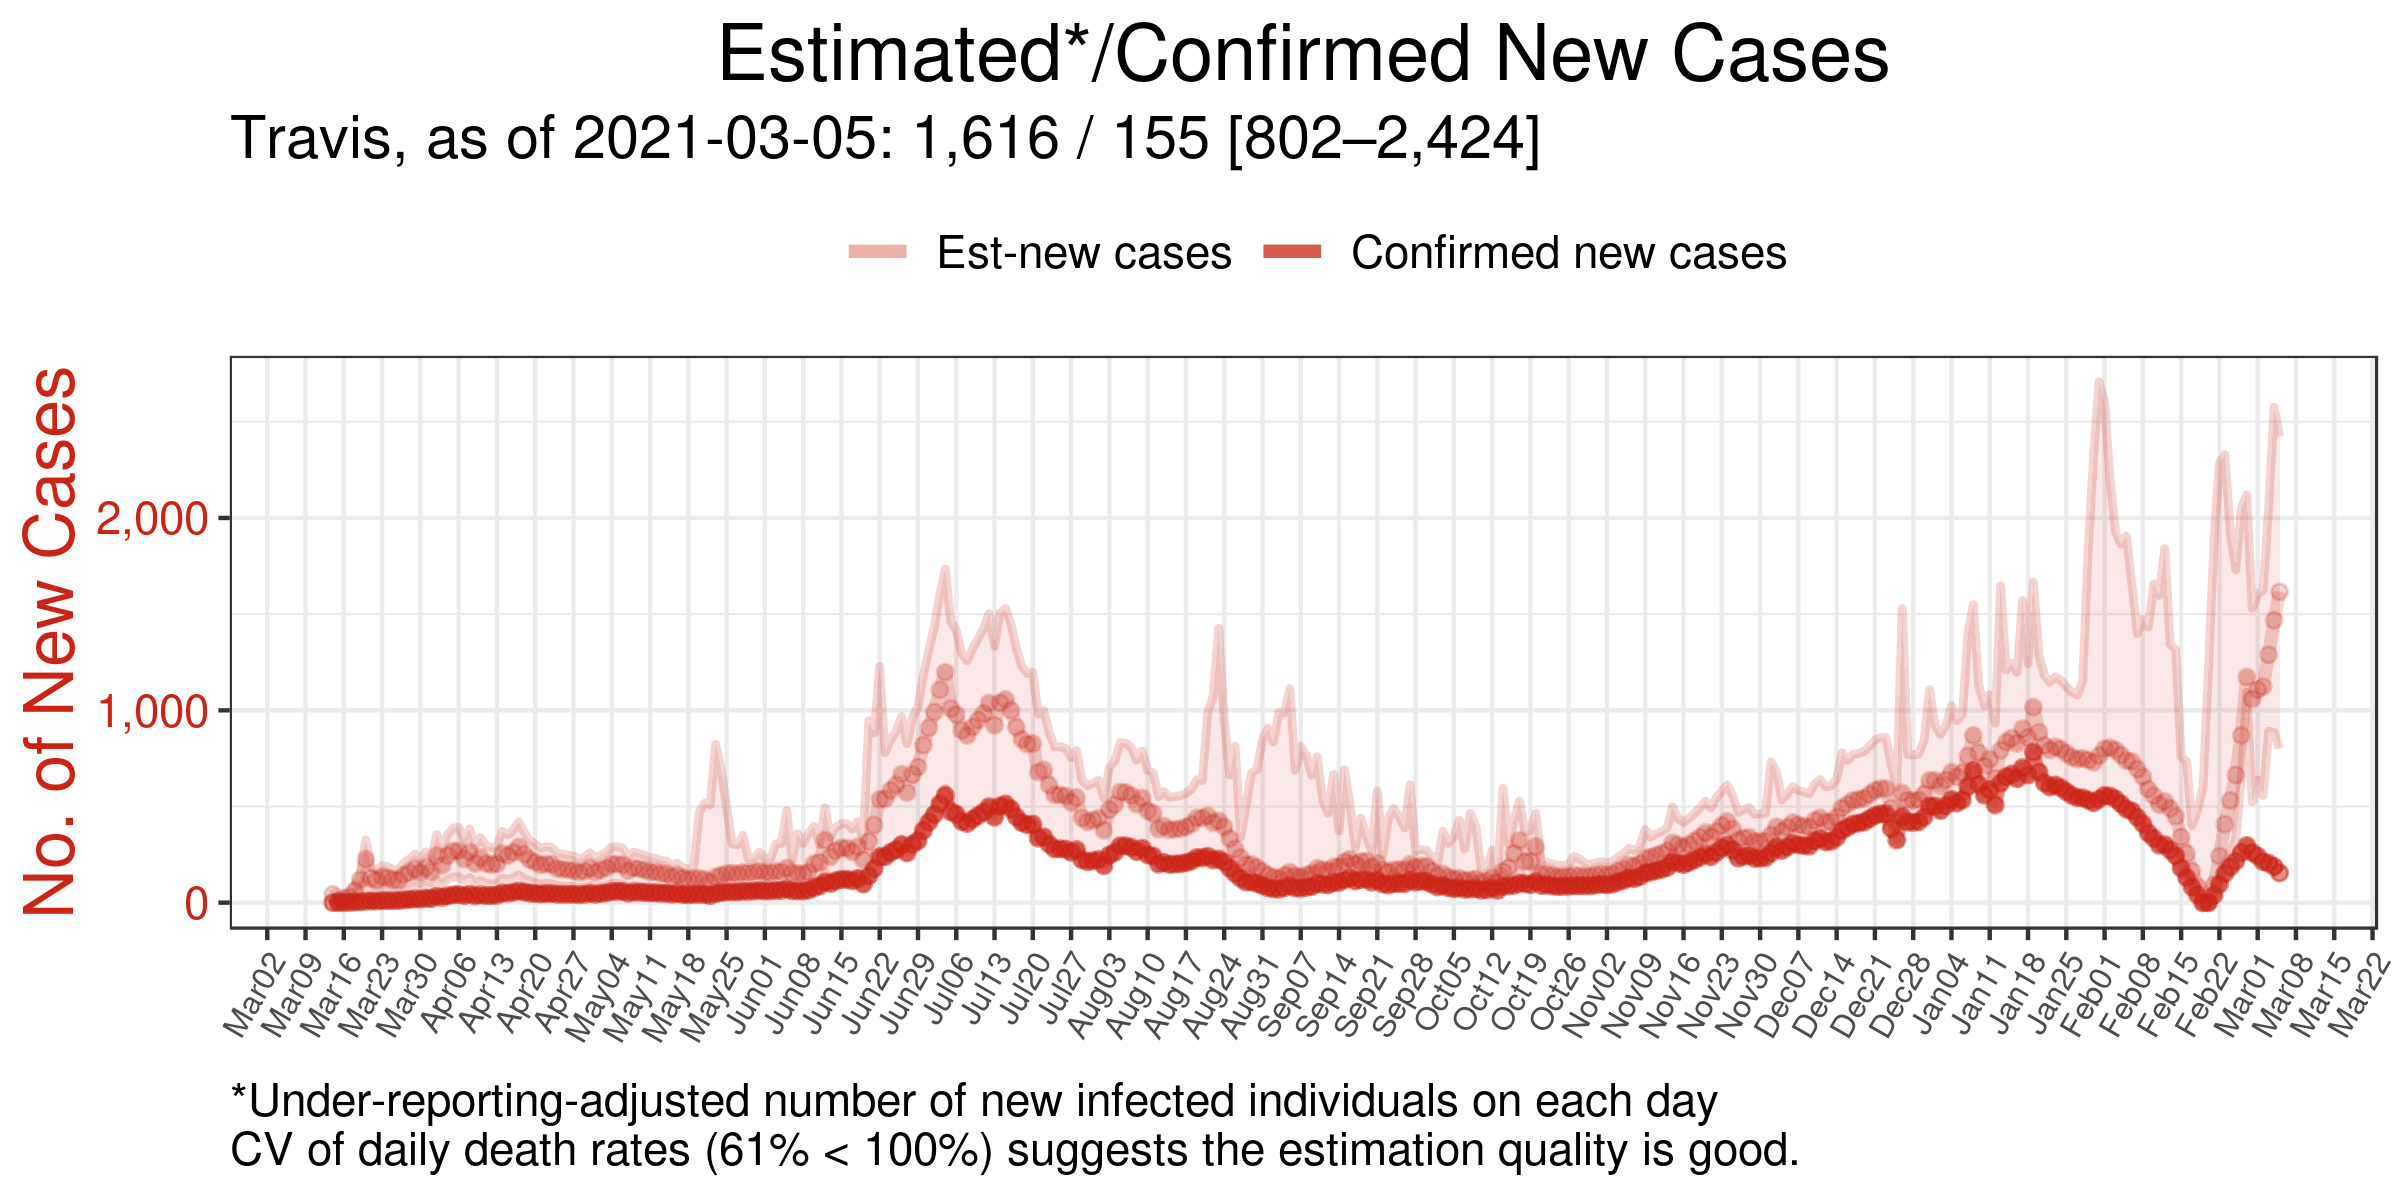 Estimated*/Confirmed New Cases
Travis, as of 2021-03-05: 1,616 / 155 [802–2,424]
Est-new cases Confirmed new cases
No. of New Cases
2,000
1,000
0
Mar02 Mar09 Mar16 Mar23 Mar30 Apr06 Apr13 Apr20 Apr27 May04 May11 May18 May25 Jun01 Jun08 Jun15 Jun22 Jun29 Jul06 Jul13 Jul20 Jul27 Aug03 Aug10 Aug17 Aug24 Aug31 Sep07 Sep14 Sep21 Sep28 Oct05 Oct12 Oct19 Oct26 Nov02 Nov09 Nov16 Nov23 Nov30 Dec07 Dec14 Dec21 Dec28 Jan04 Jan11 Jan18 Jan25 Feb01 Feb08 Feb15 Feb22 Mar01 Mar08 Mar15 Mar22
*Under-reporting-adjusted number of new infected individuals on each day
CV of daily death rates (61% < 100%) suggests the estimation quality is good.